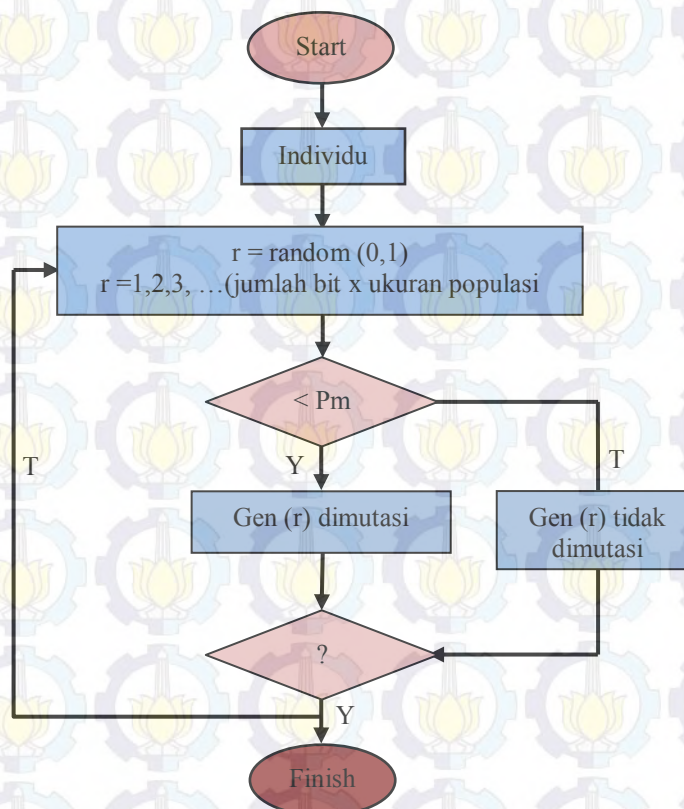 Start
Individu
r = random (0,1)
r =1,2,3, …(jumlah bit x ukuran populasi
< Pm
T
Y
T
Gen (r) dimutasi
Gen (r) tidak
dimutasi
?
Y
Finish